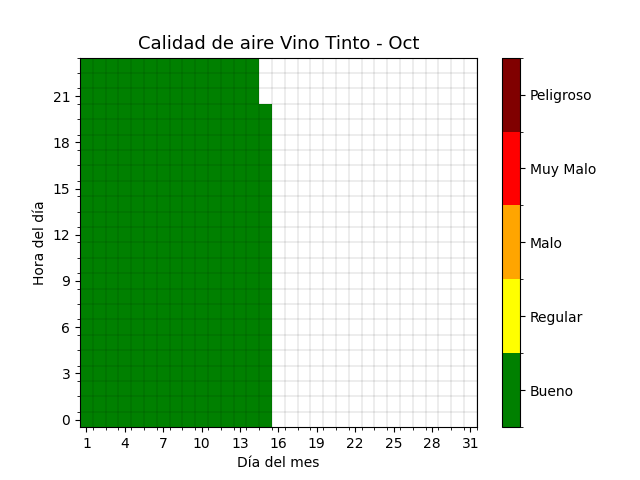 Calidad de aire Vino Tinto - Oct
Hora del día
21
18
15
12
9
6
3
0
1 4 7 10 13 16 19 22 25 28 31
Día del mes
Peligroso
Muy Malo
Malo
Regular
Bueno